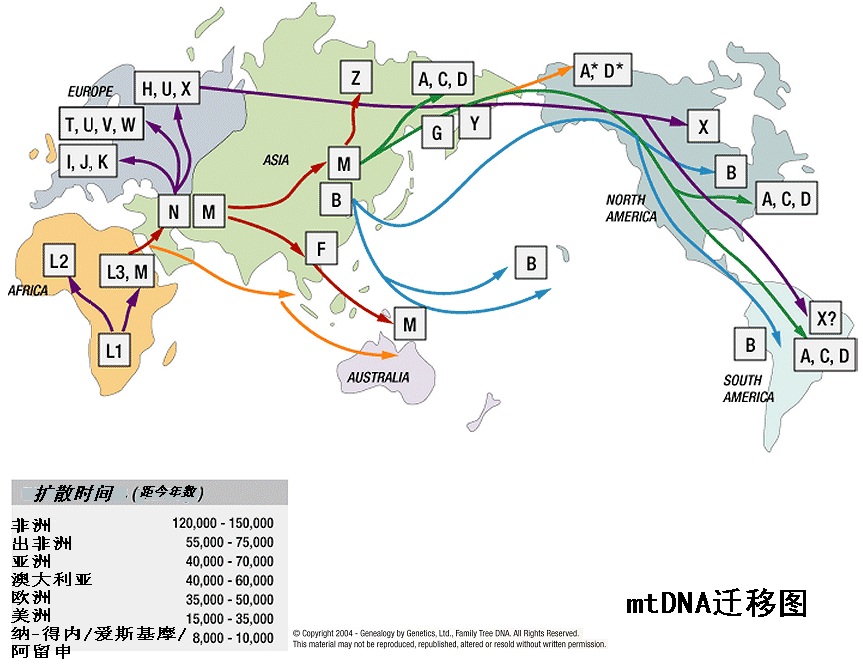 Z
A, C, D
A,* D*
EUROPE
H, U, X
T, U, V, W
G
Y
X
I, J, K
ASIA
M
B
B
NORTH
AMERICA
A, C, D
N
M
F
L2
L3, M
B
AFRICA
M
X?
L1
B
A, C, D
AUSTRALIA
SOUTH
AMERICA
扩散时间 (距今年数)
非洲 120,000 - 150,000
出非洲 55,000 - 75,000
亚洲 40,000 - 70,000
澳大利亚 40,000 - 60,000
欧洲 35,000 - 50,000
美洲 15,000 - 35,000
纳-得内/爱斯基摩/ 8,000 - 10,000
阿留申
mtDNA迁移图
© Copyright 2004 - Genealogy by Genetics, Ltd., Family Tree DNA. All Rights Reserved.
This material may not be reproduced, republished, altered or resold without written permission.